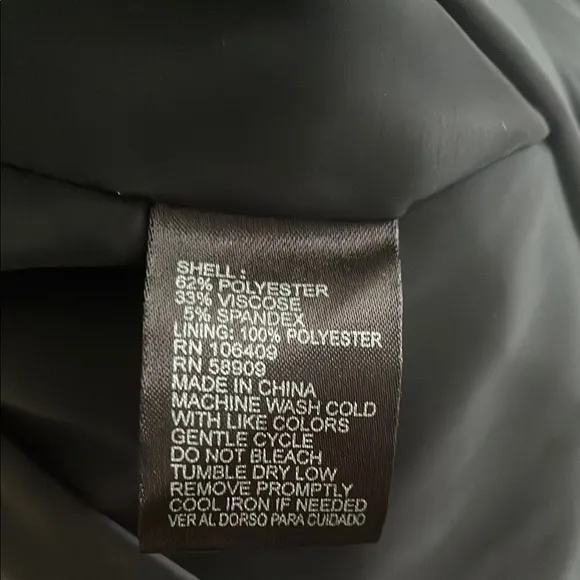 SHELL:
62% POLYESTER
33% VISCOSE
5% SPANDEX
LINING: 100% POLYESTER
RN 106409
RN 58909
MADE IN CHINA
MACHINE WASH COLD
WITH LIKE COLORS
GENTLE CYCLE
DO NOT BLEACH
TUMBLE DRY LOW
REMOVE PROMPTLY
COOL IRON IF NEEDED
VER AL DORSO PARA CUIDADO